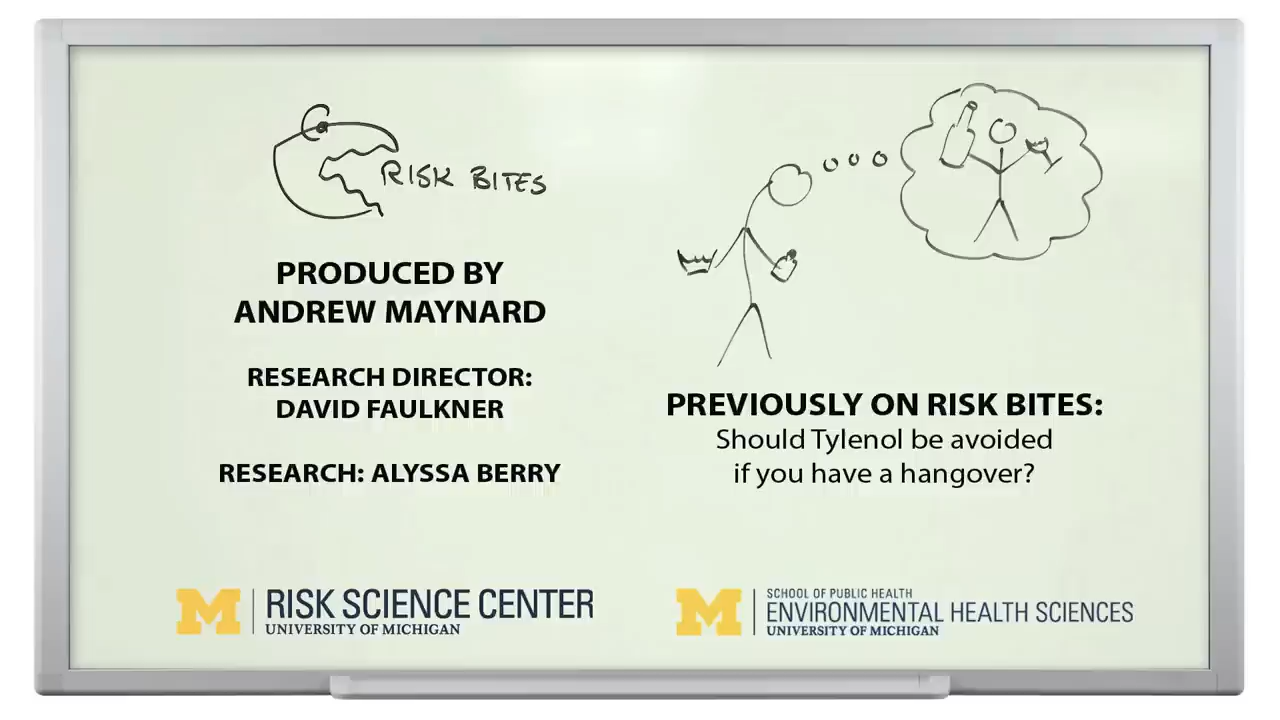 RISK BITES
PRODUCED BY
ANDREW MAYNARD
RESEARCH DIRECTOR:
DAVID FAULKNER
RESEARCH: ALYSSA BERRY
PREVIOUSLY ON RISK BITES:
Should Tylenol be avoided
if you have a hangover?
M RISK SCIENCE CENTER
UNIVERSITY OF MICHIGAN
M SCHOOL OF PUBLIC HEALTH
ENVIRONMENTAL HEALTH SCIENCES
UNIVERSITY OF MICHIGAN